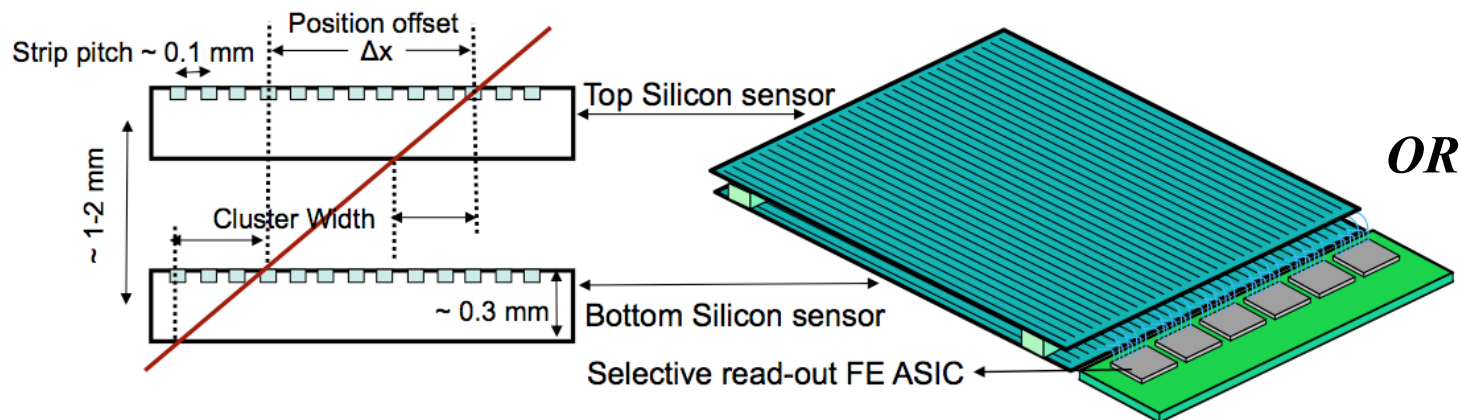 Position offset
Δx
Strip pitch ~ 0.1 mm
Top Silicon sensor
OR
~ 1-2 mm
Cluster Width
~ 0.3 mm
Bottom Silicon sensor
Selective read-out FE ASIC